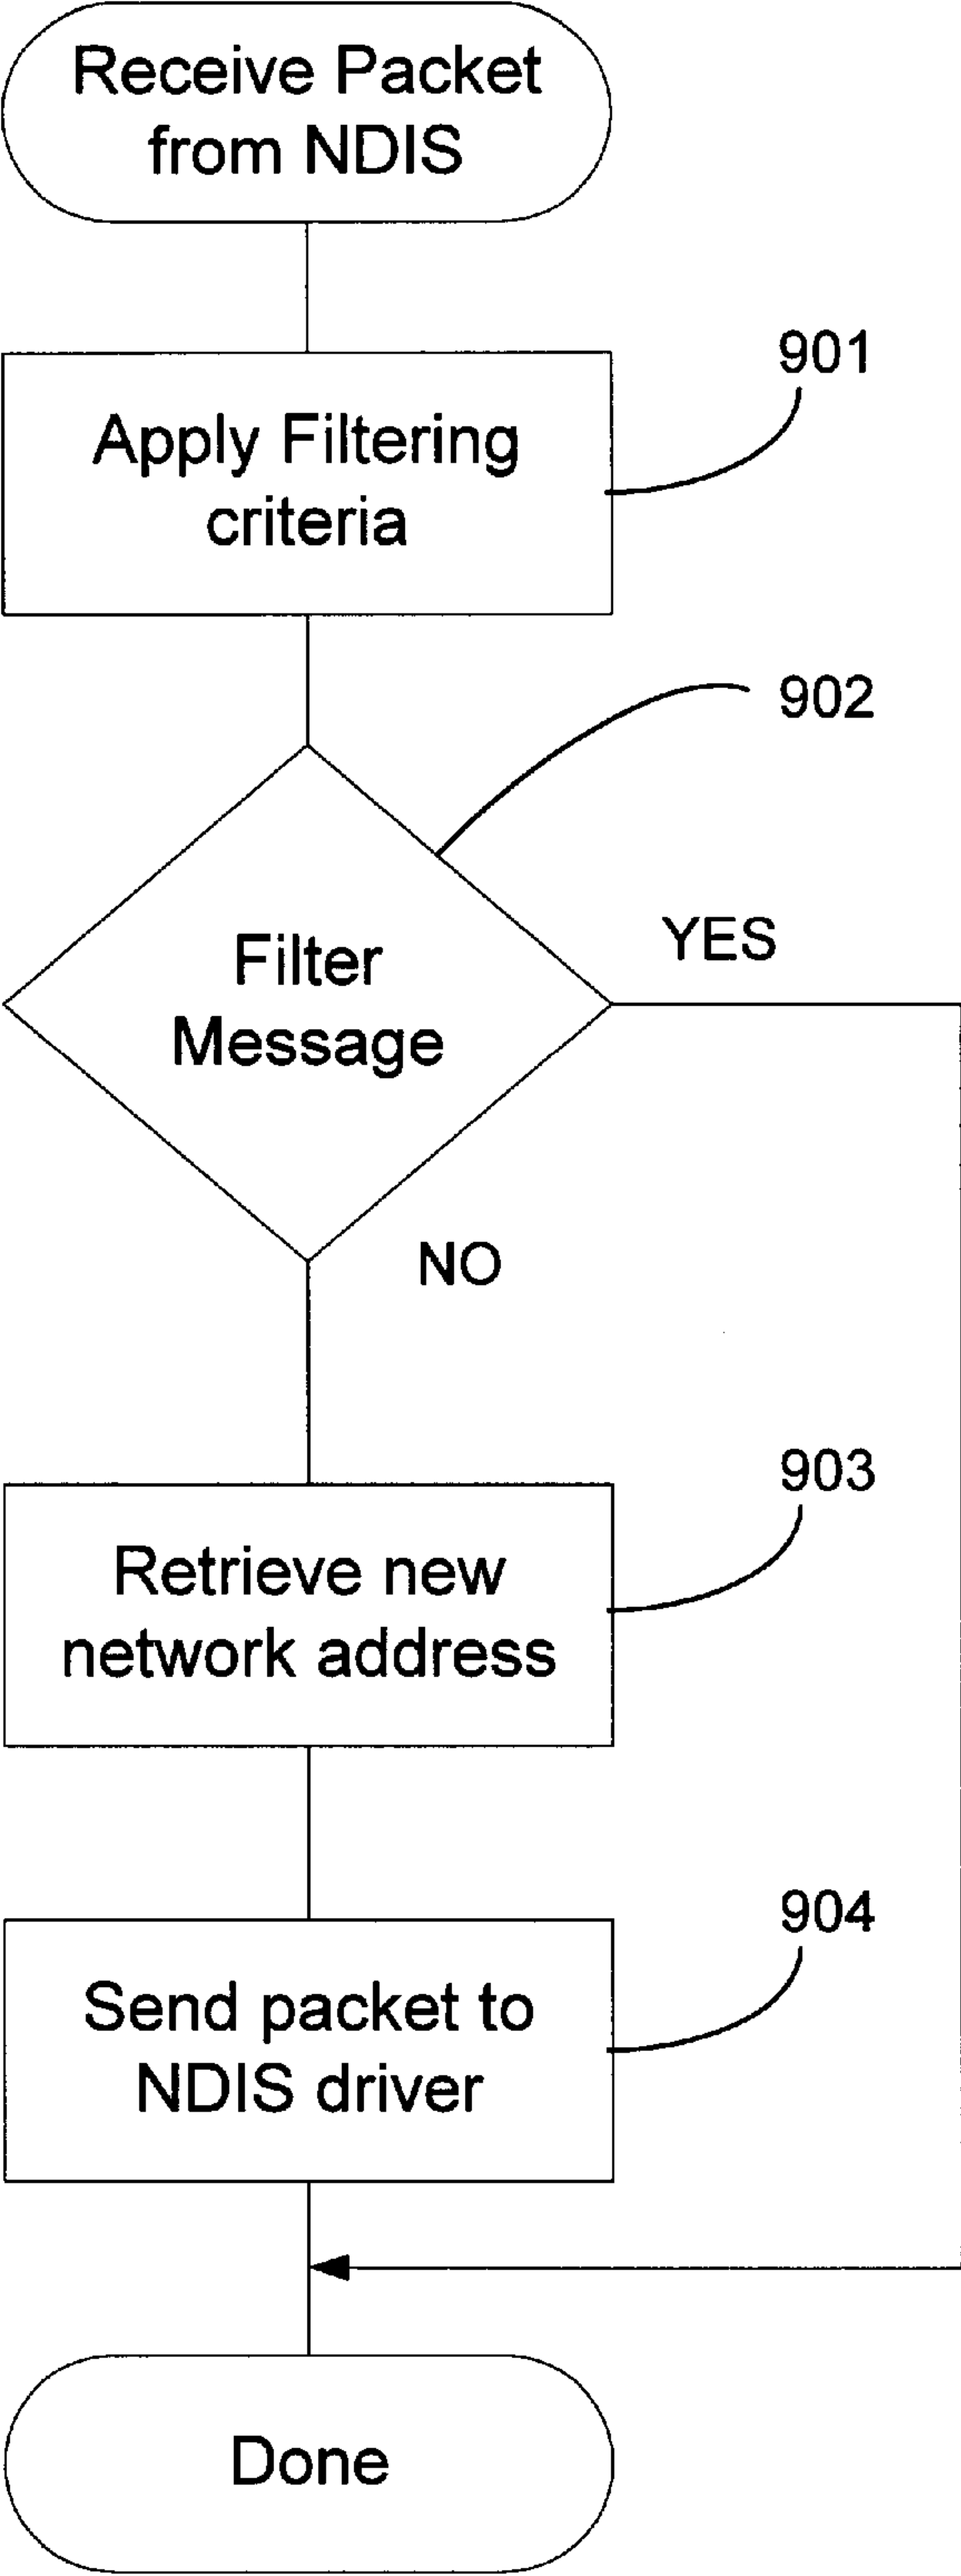 Receive Packet
from NDIS
901
Apply Filtering
criteria
902
Filter
Message
YES
NO
903
Retrieve new
network address
904
Send packet to
NDIS driver
Done